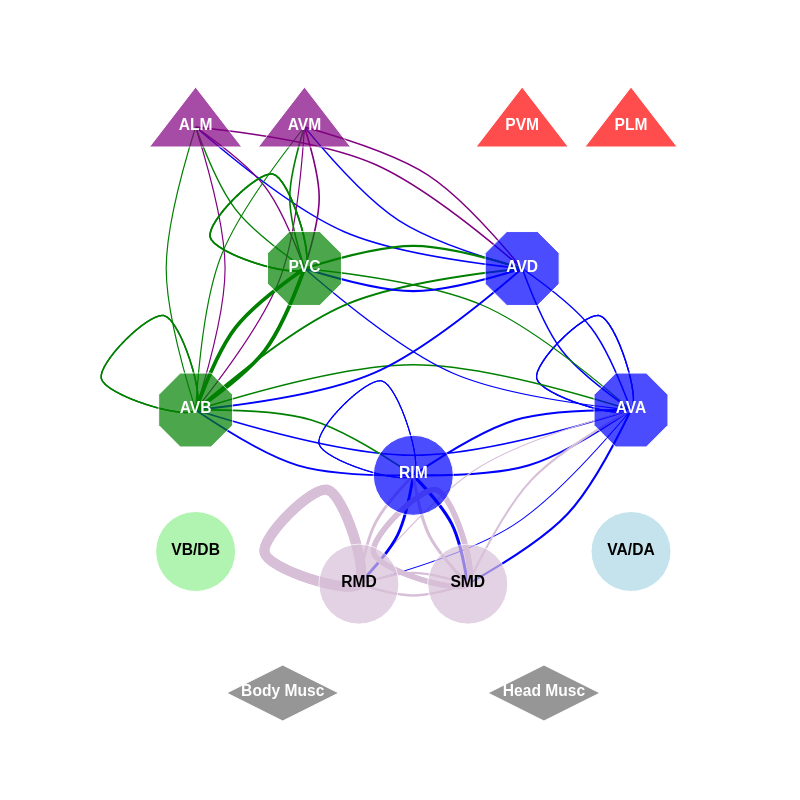 ALM
AVM
PVM
PLM
PVC
AVD
AVB
AVA
RIM
VB/DB
VA/DA
RMD
SMD
Body Musc
Head Musc